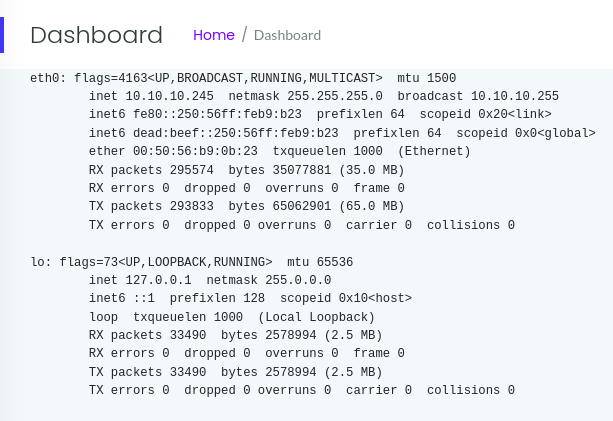 Dashboard Home / Dashboard
eth0: flags=4163<UP,BROADCAST,RUNNING,MULTICAST>  mtu 1500
        inet 10.10.10.245  netmask 255.255.255.0  broadcast 10.10.10.255
        inet6 fe80::250:56ff:feb9:b23  prefixlen 64  scopeid 0x20<link>
        inet6 dead:beef::250:56ff:feb9:b23  prefixlen 64  scopeid 0x0<global>
        ether 00:50:56:b9:0b:23  txqueuelen 1000  (Ethernet)
        RX packets 295574  bytes 35077881 (35.0 MB)
        RX errors 0  dropped 0  overruns 0  frame 0
        TX packets 293833  bytes 65062901 (65.0 MB)
        TX errors 0  dropped 0 overruns 0  carrier 0  collisions 0

lo: flags=73<UP,LOOPBACK,RUNNING>  mtu 65536
        inet 127.0.0.1  netmask 255.0.0.0
        inet6 ::1  prefixlen 128  scopeid 0x10<host>
        loop  txqueuelen 1000  (Local Loopback)
        RX packets 33490  bytes 2578994 (2.5 MB)
        RX errors 0  dropped 0  overruns 0  frame 0
        TX packets 33490  bytes 2578994 (2.5 MB)
        TX errors 0  dropped 0 overruns 0  carrier 0  collisions 0